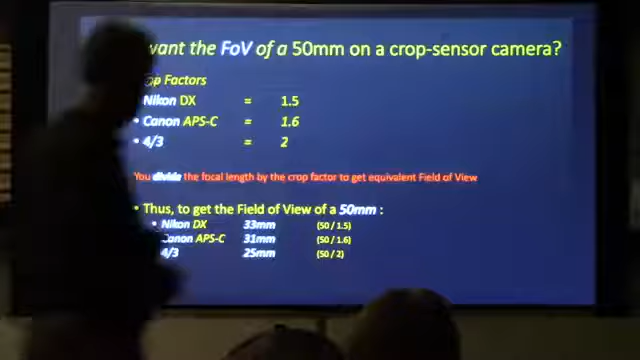 want the FoV of a 50mm on a crop-sensor camera?
Factors
Nikon DX = 1.5
• Canon APS-C = 1.6
• 4/3 = 2
You divide the focal length by the crop factor to get equivalent Field of View
• Thus, to get the Field of View of a 50mm :
• Nikon DX 33mm (50 / 1.5)
Canon APS-C 31mm (50 / 1.6)
4/3 25mm (50 / 2)